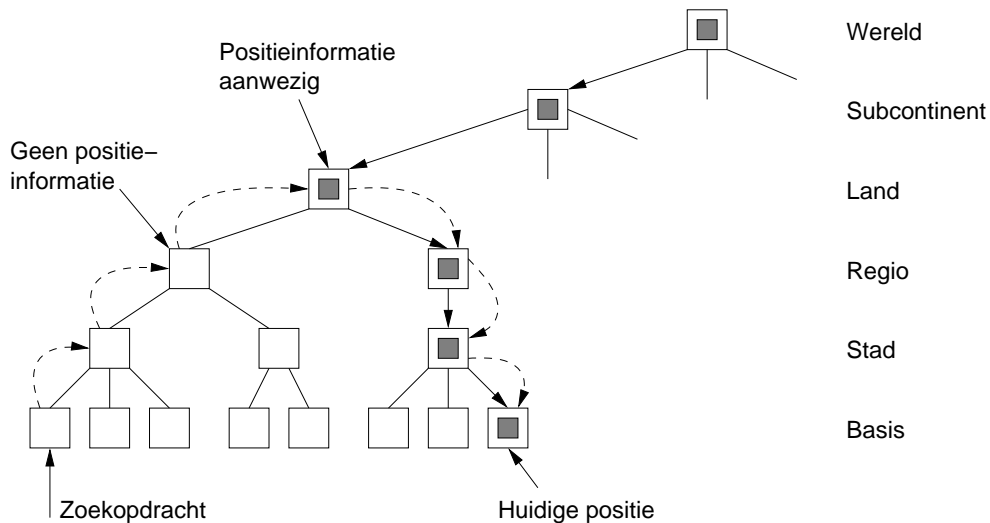 Wereld
Positieinformatie
aanwezig
Subcontinent
Geen positie–
informatie
Land
Regio
Stad
Basis
Zoekopdracht
Huidige positie